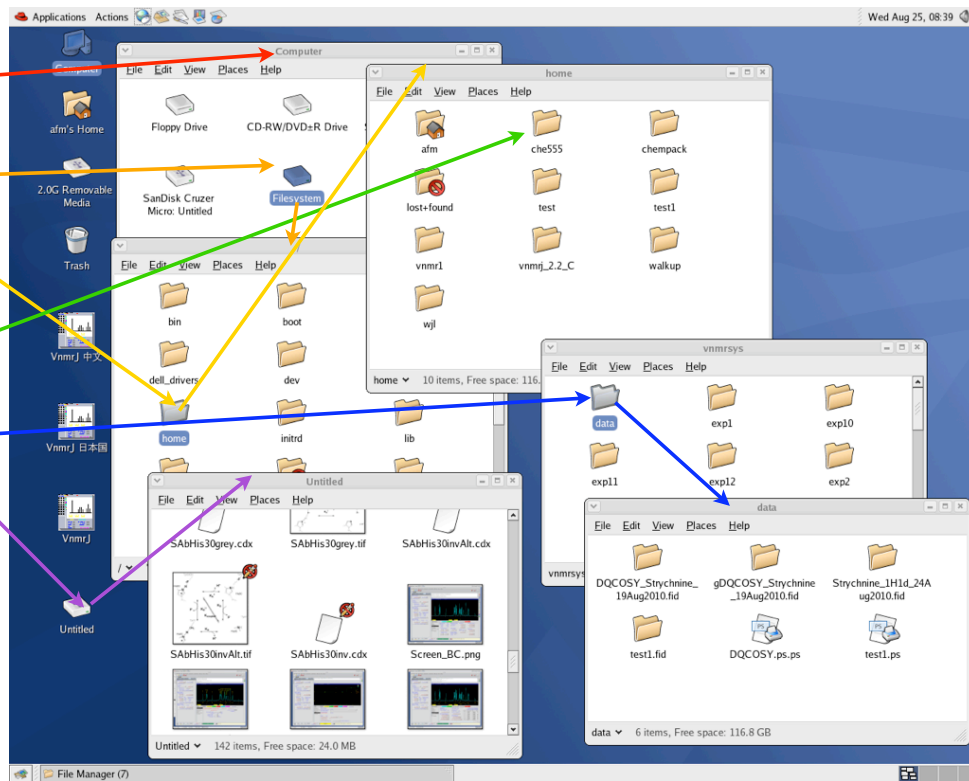 Applications Actions
Wed Aug 25, 08:39
Computer
afm's Home
2.0G Removable
Media
Trash
VnmrJ 中文
VnmrJ 日本国
VnmrJ
Untitled
Computer
File Edit View Places Help
Floppy Drive
CD-RW/DVD±R Drive
SanDisk Cruzer
Micro: Untitled
Filesystem
File Edit View Places Help
bin
boot
dell_drivers
dev
home
initrd
lib
/
home
File Edit View Places Help
afm
che555
chempack
lost+found
test
test1
vnmr1
vnmrj_2.2_C
walkup
wjl
home 10 items, Free space: 116.
vnmrsys
File Edit View Places Help
data
exp1
exp10
exp11
exp12
exp2
vnmrsys
Untitled
File Edit View Places Help
SAbHis30grey.cdx
SAbHis30grey.tif
SAbHis30invAlt.cdx
SAbHis30invAlt.tif
SAbHis30inv.cdx
Screen_BC.png
Untitled 142 items, Free space: 24.0 MB
data
File Edit View Places Help
DQCOSY_Strychnine_
19Aug2010.fid
gDQCOSY_Strychnine
_19Aug2010.fid
Strychnine_1H1d_24A
ug2010.fid
test1.fid
DQCOSY.ps.ps
test1.ps
data 6 items, Free space: 116.8 GB
File Manager (7)